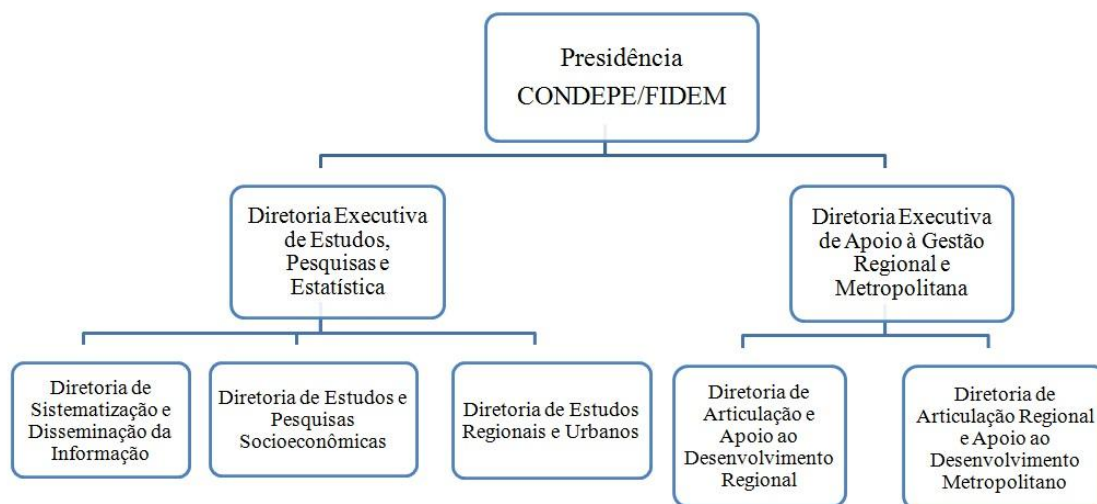 Presidência
CONDEPE/FIDEM
Diretoria Executiva
de Estudos,
Pesquisas e
Estatística
Diretoria Executiva
de Apoio à Gestão
Regional e
Metropolitana
Diretoria de
Sistematização e
Disseminação da
Informação
Diretoria de Estudos e
Pesquisas
Socioeconômicas
Diretoria de Estudos
Regionais e Urbanos
Diretoria de
Articulação e
Apoio ao
Desenvolvimento
Regional
Diretoria de
Articulação Regional
e Apoio ao
Desenvolvimento
Metropolitano